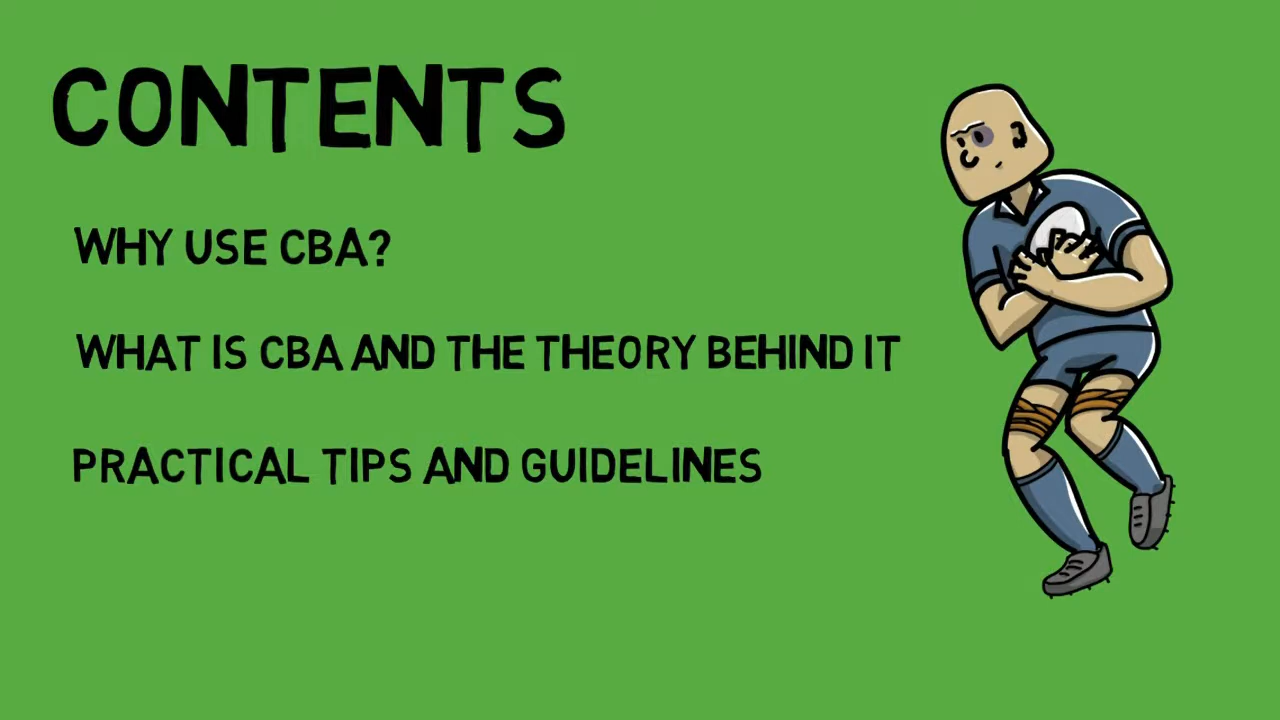 CONTENTS
WHY USE CBA?
WHAT IS CBA AND THE THEORY BEHIND IT
PRACTICAL TIPS AND GUIDELINES